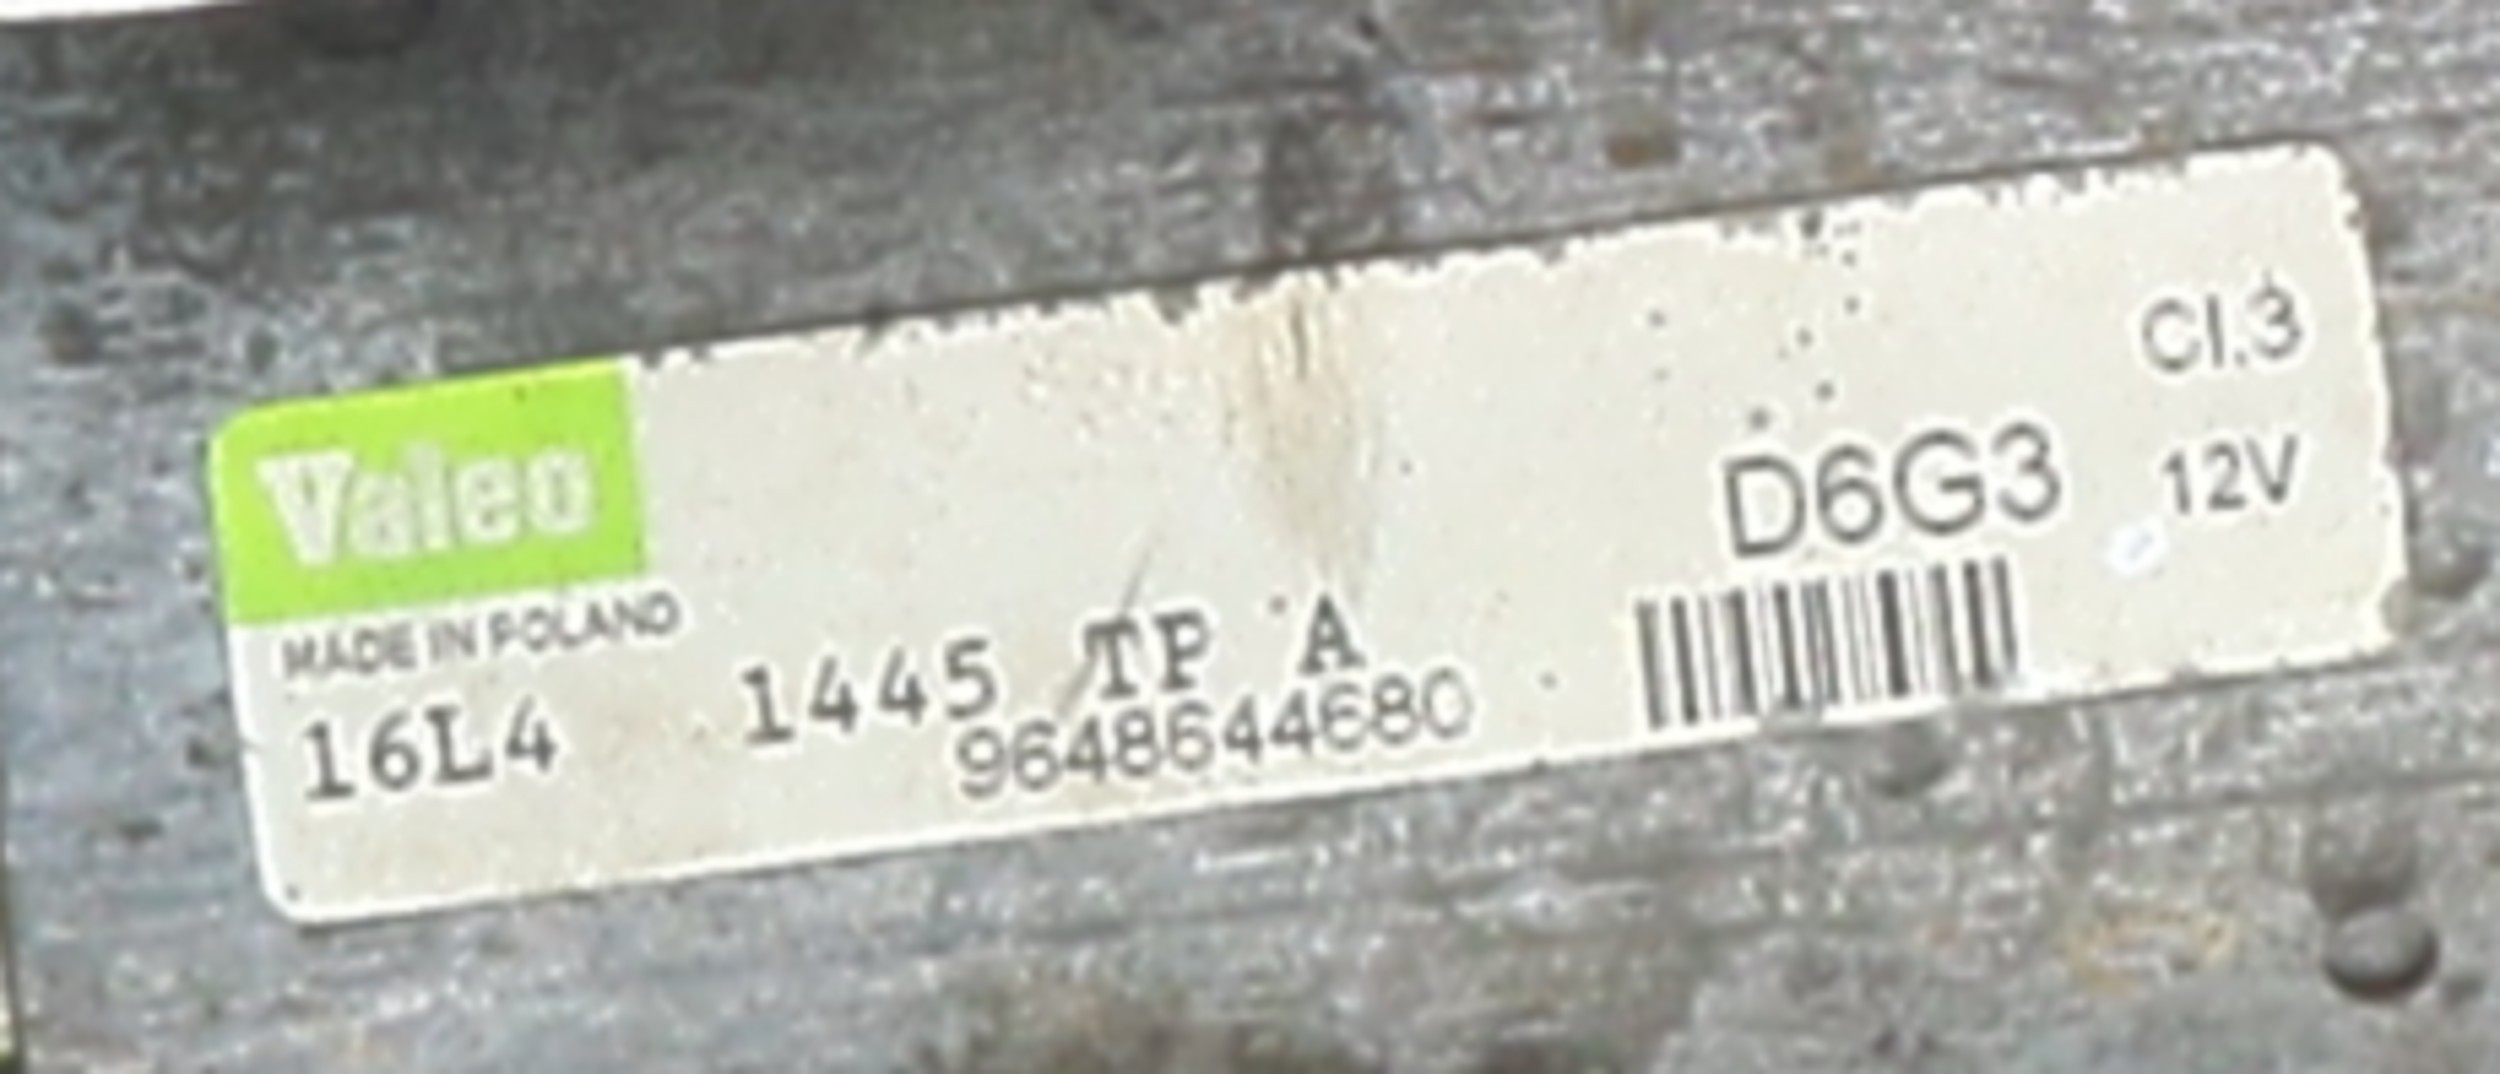 Valeo
MADE IN POLAND
16L4
1445 TP A
9648644680
D6G3
Cl.3
12V